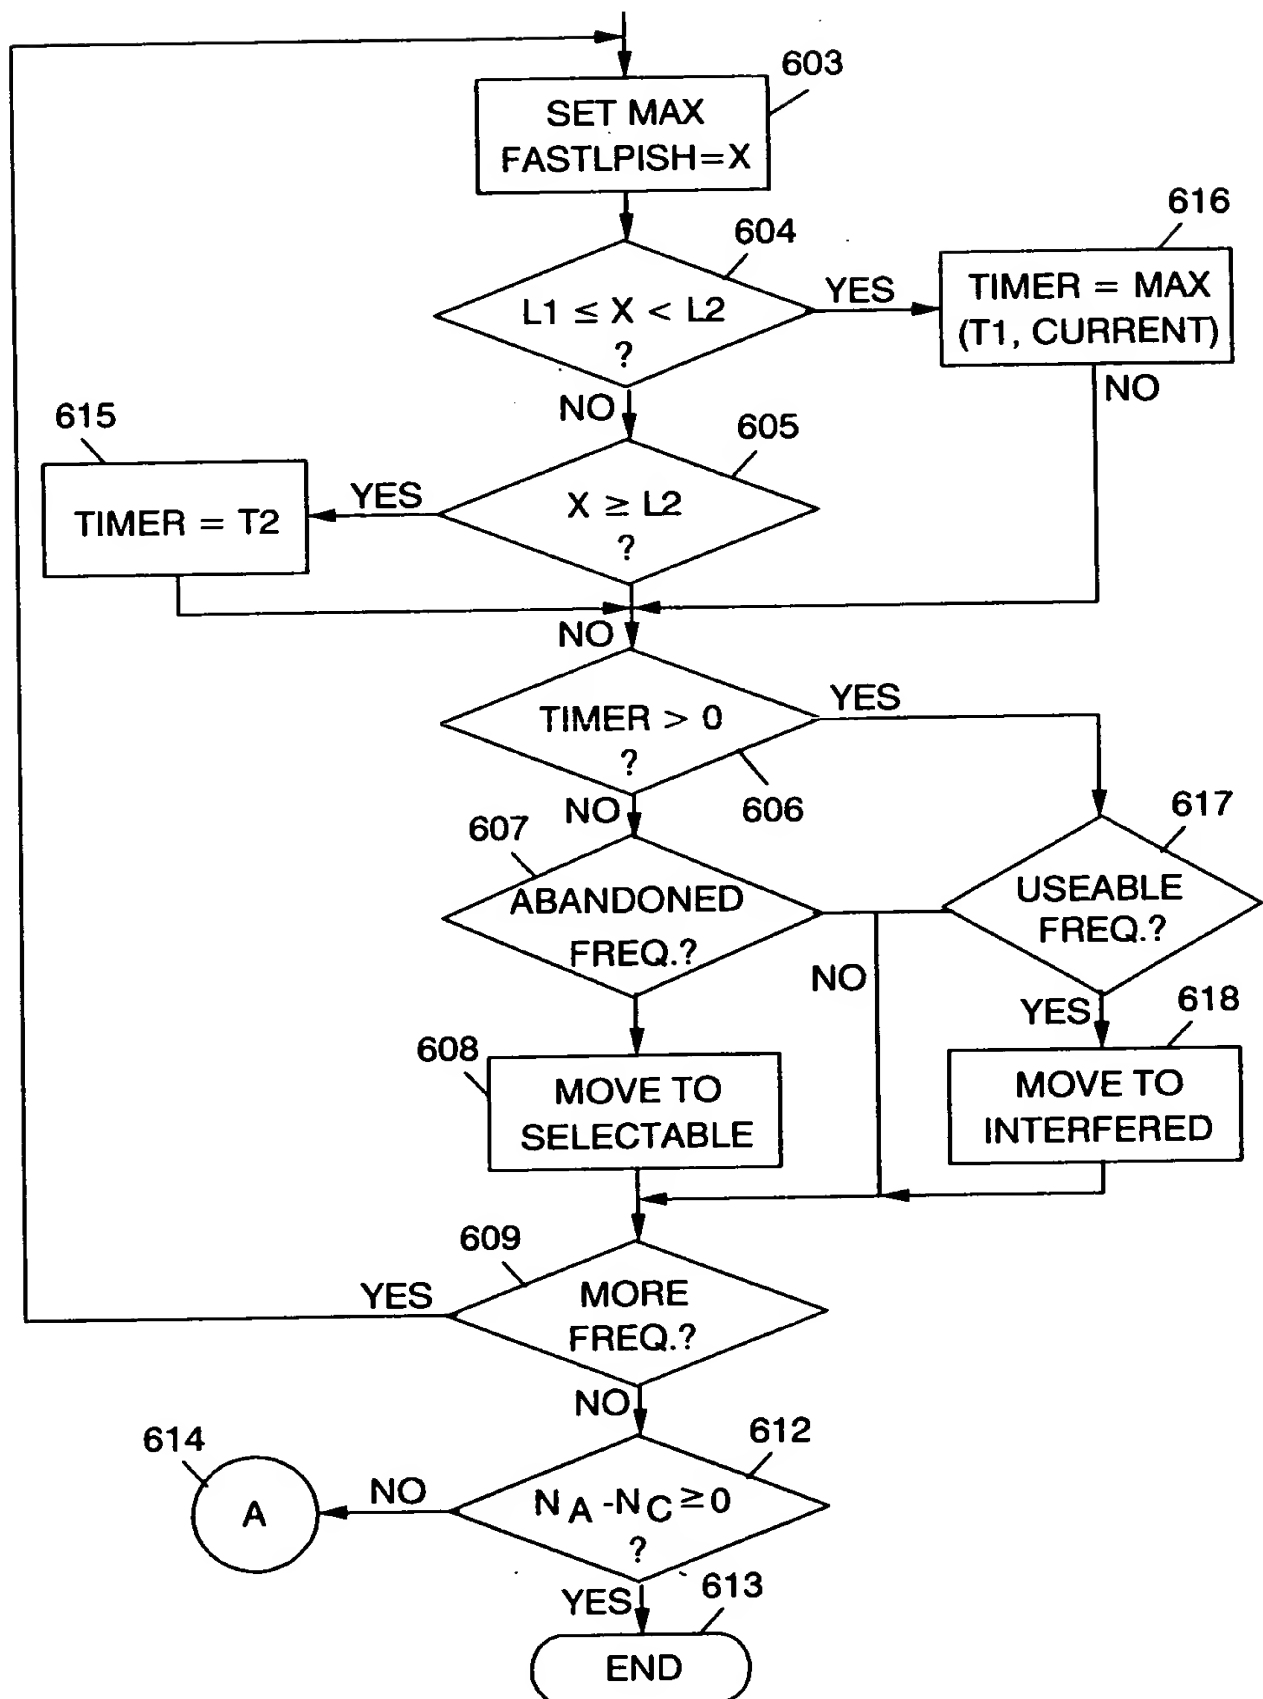 603
SET MAX
FASTLPISH=X
604
L1 ≤ X < L2
?
YES
616
TIMER = MAX
(T1, CURRENT)
NO
NO
615
TIMER = T2
YES
605
X ≥ L2
?
NO
TIMER > 0
?
YES
606
NO
607
ABANDONED
FREQ.?
NO
617
USEABLE
FREQ.?
YES
608
MOVE TO
SELECTABLE
618
MOVE TO
INTERFERED
609
MORE
FREQ.?
YES
NO
612
N A -N C ≥0
?
NO
614
A
YES
613
END